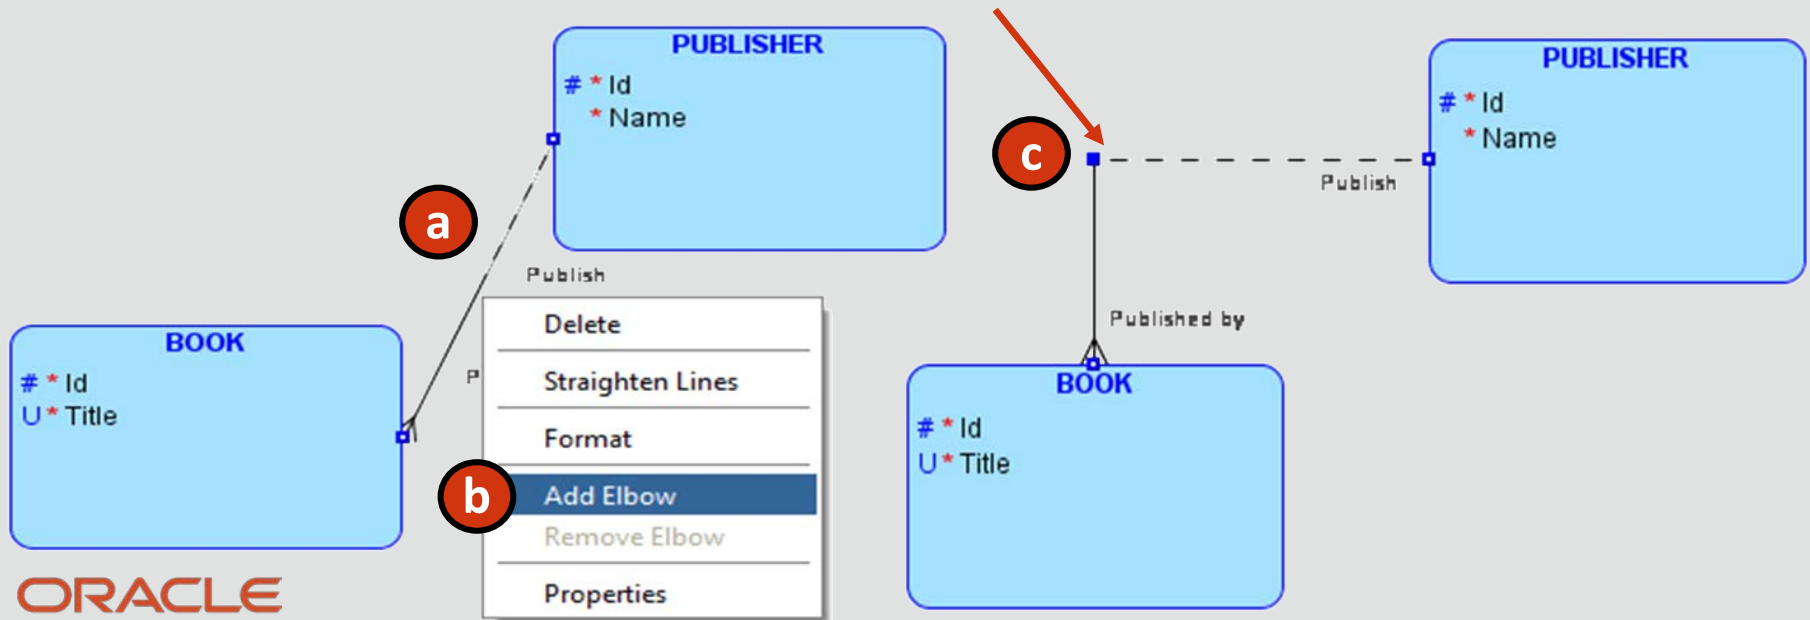 PUBLISHER
# * Id
* Name
a
Publish
BOOK
# * Id
U * Title
P
Delete
Straighten Lines
Format
b
Add Elbow
Remove Elbow
Properties
ORACLE
c
PUBLISHER
# * Id
* Name
Publish
Published by
BOOK
# * Id
U * Title